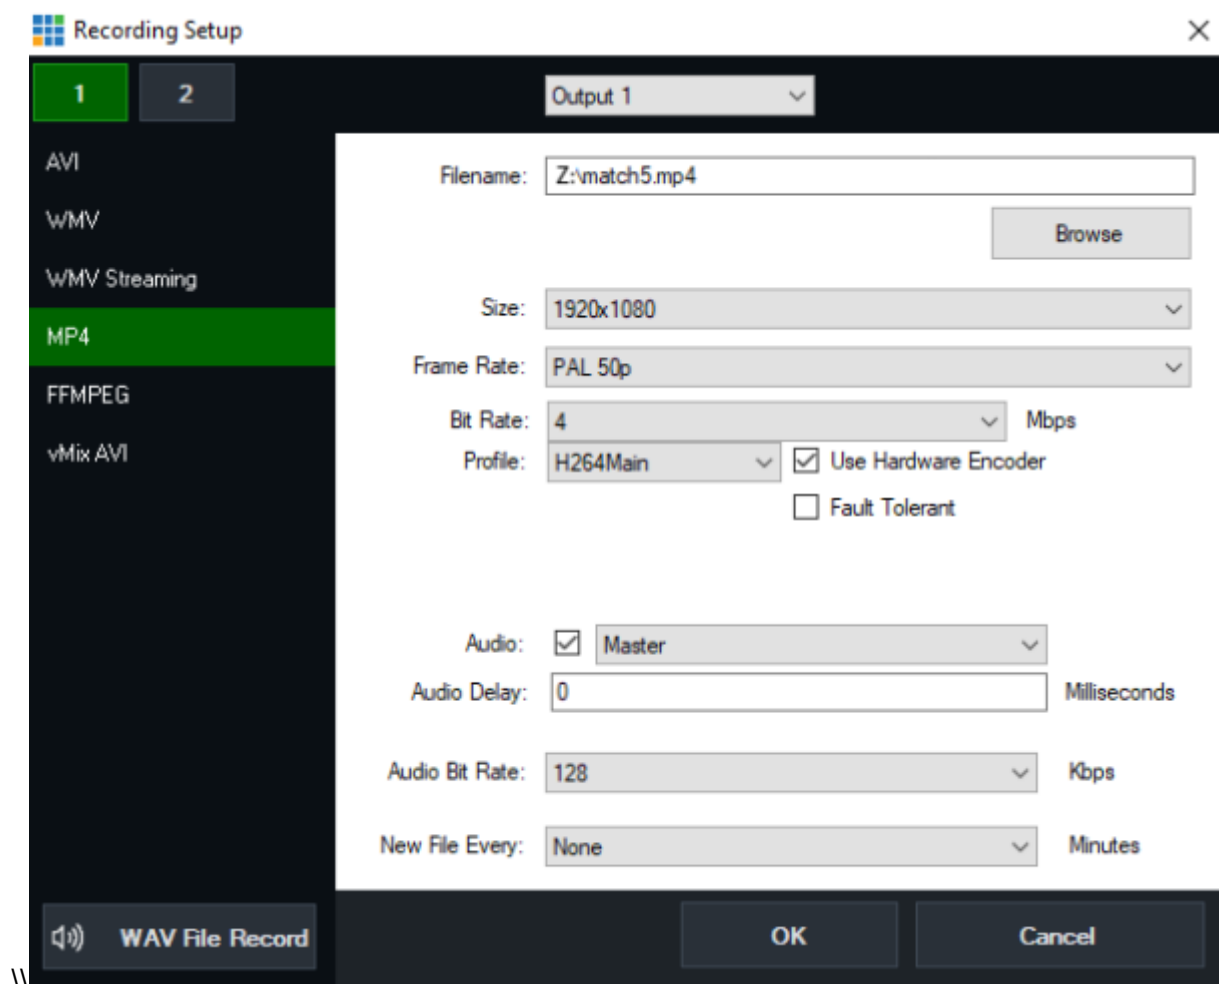 Recording Setup
1 2 Output 1
AVI
WMV
WMV Streaming
MP4
FFMPEG
vMix AVI
Filename: Z:\match5.mp4
Browse
Size: 1920x1080
Frame Rate: PAL 50p
Bit Rate: 4 Mbps
Profile: H264Main Use Hardware Encoder
Fault Tolerant
Audio: Master
Audio Delay: 0 Milliseconds
Audio Bit Rate: 128 Kbps
New File Every: None Minutes
WAV File Record OK Cancel
\\